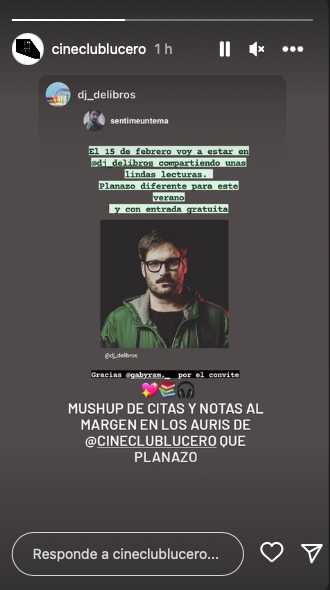 cineclublucero 1 h
dj_delibros
sentimeuntema
El 15 de febrero voy a estar en
@dj_delibros compartiendo unas
lindas lecturas.
Planazo diferente para este
verano
y con entrada gratuita
@dj_delibros
Gracias @gabyram._ por el convite
💖📚🎧
MUSHUP DE CITAS Y NOTAS AL
MARGEN EN LOS AURIS DE
@CINECLUBLUCERO QUE
PLANAZO
Responde a cineclublucero...